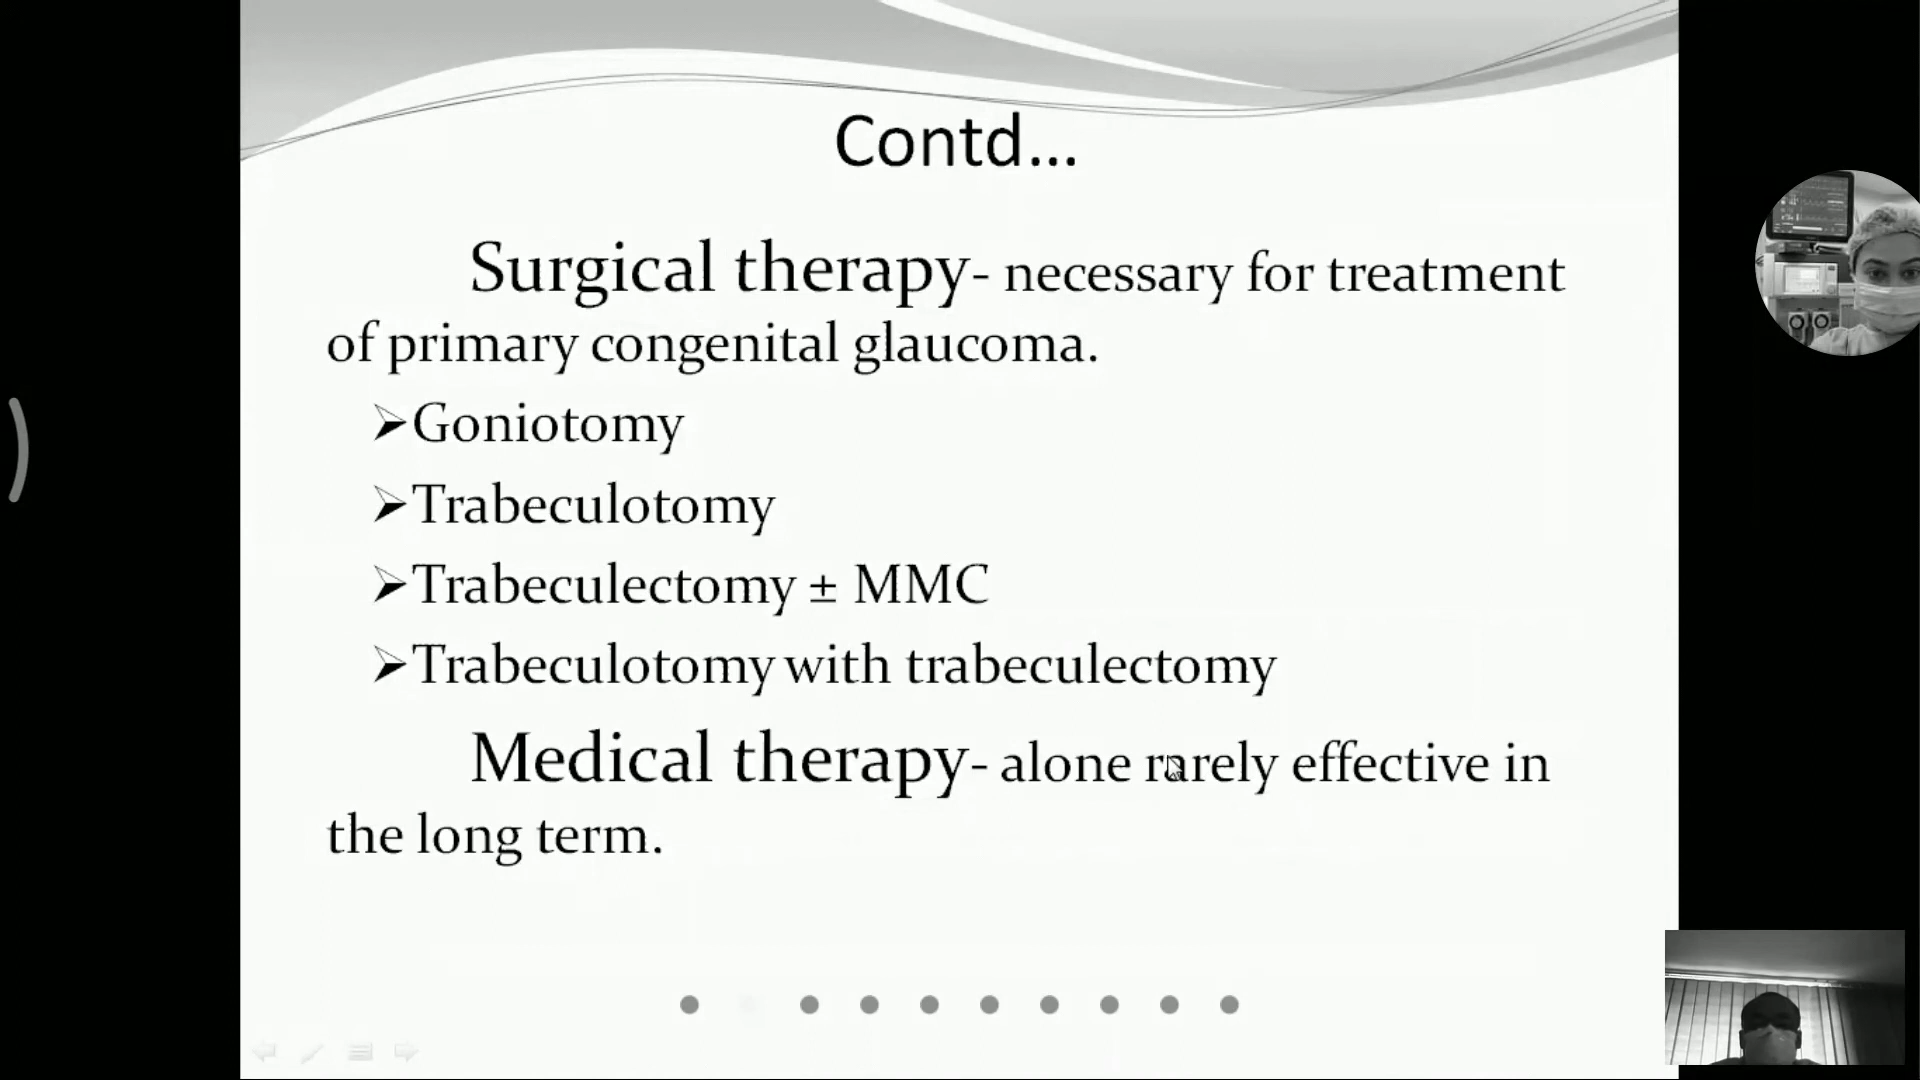 Contd...
Surgical therapy- necessary for treatment
of primary congenital glaucoma.
➢Goniotomy
➢Trabeculotomy
➢Trabeculectomy ± MMC
➢Trabeculotomy with trabeculectomy
Medical therapy- alone rarely effective in
the long term.